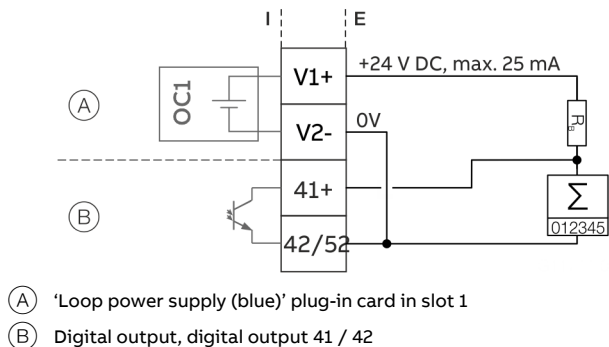 I E
OC1
V1+
+24 V DC, max. 25 mA
A
RB
V2-
0V
41+
Σ
B
012345
42/52
A 'Loop power supply (blue)' plug-in card in slot 1
B Digital output, digital output 41 / 42